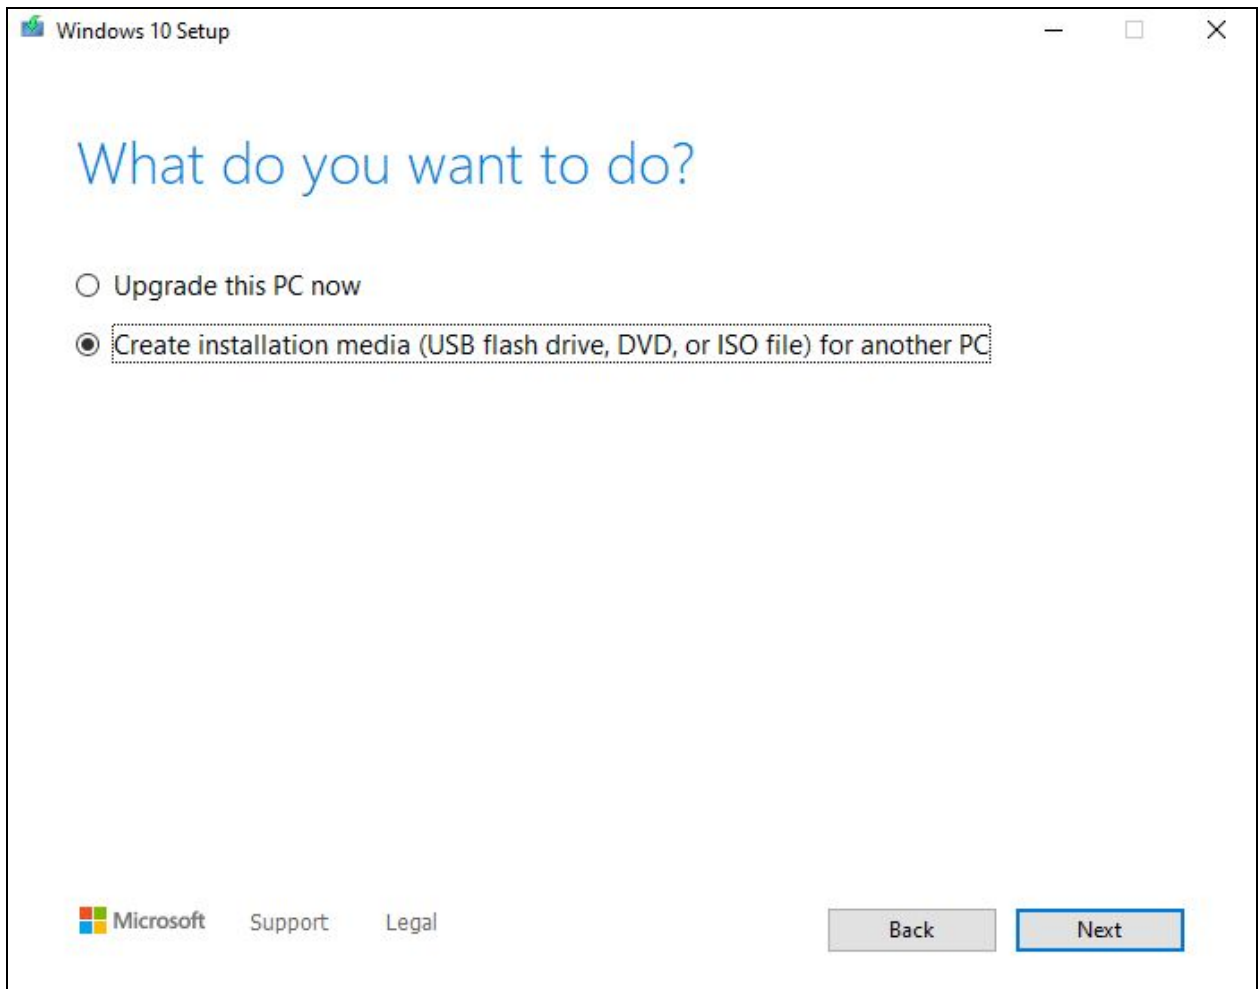 Windows 10 Setup
What do you want to do?
Upgrade this PC now
Create installation media (USB flash drive, DVD, or ISO file) for another PC
Microsoft Support Legal Back Next